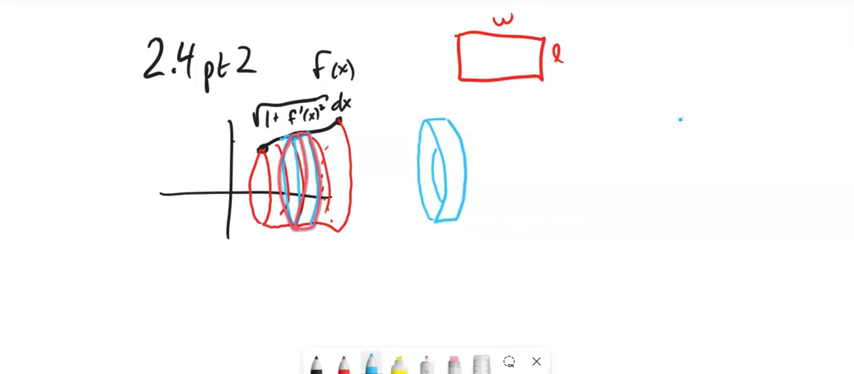 2.4 pt 2
f(x)
w
l
√1 + f'(x)² dx